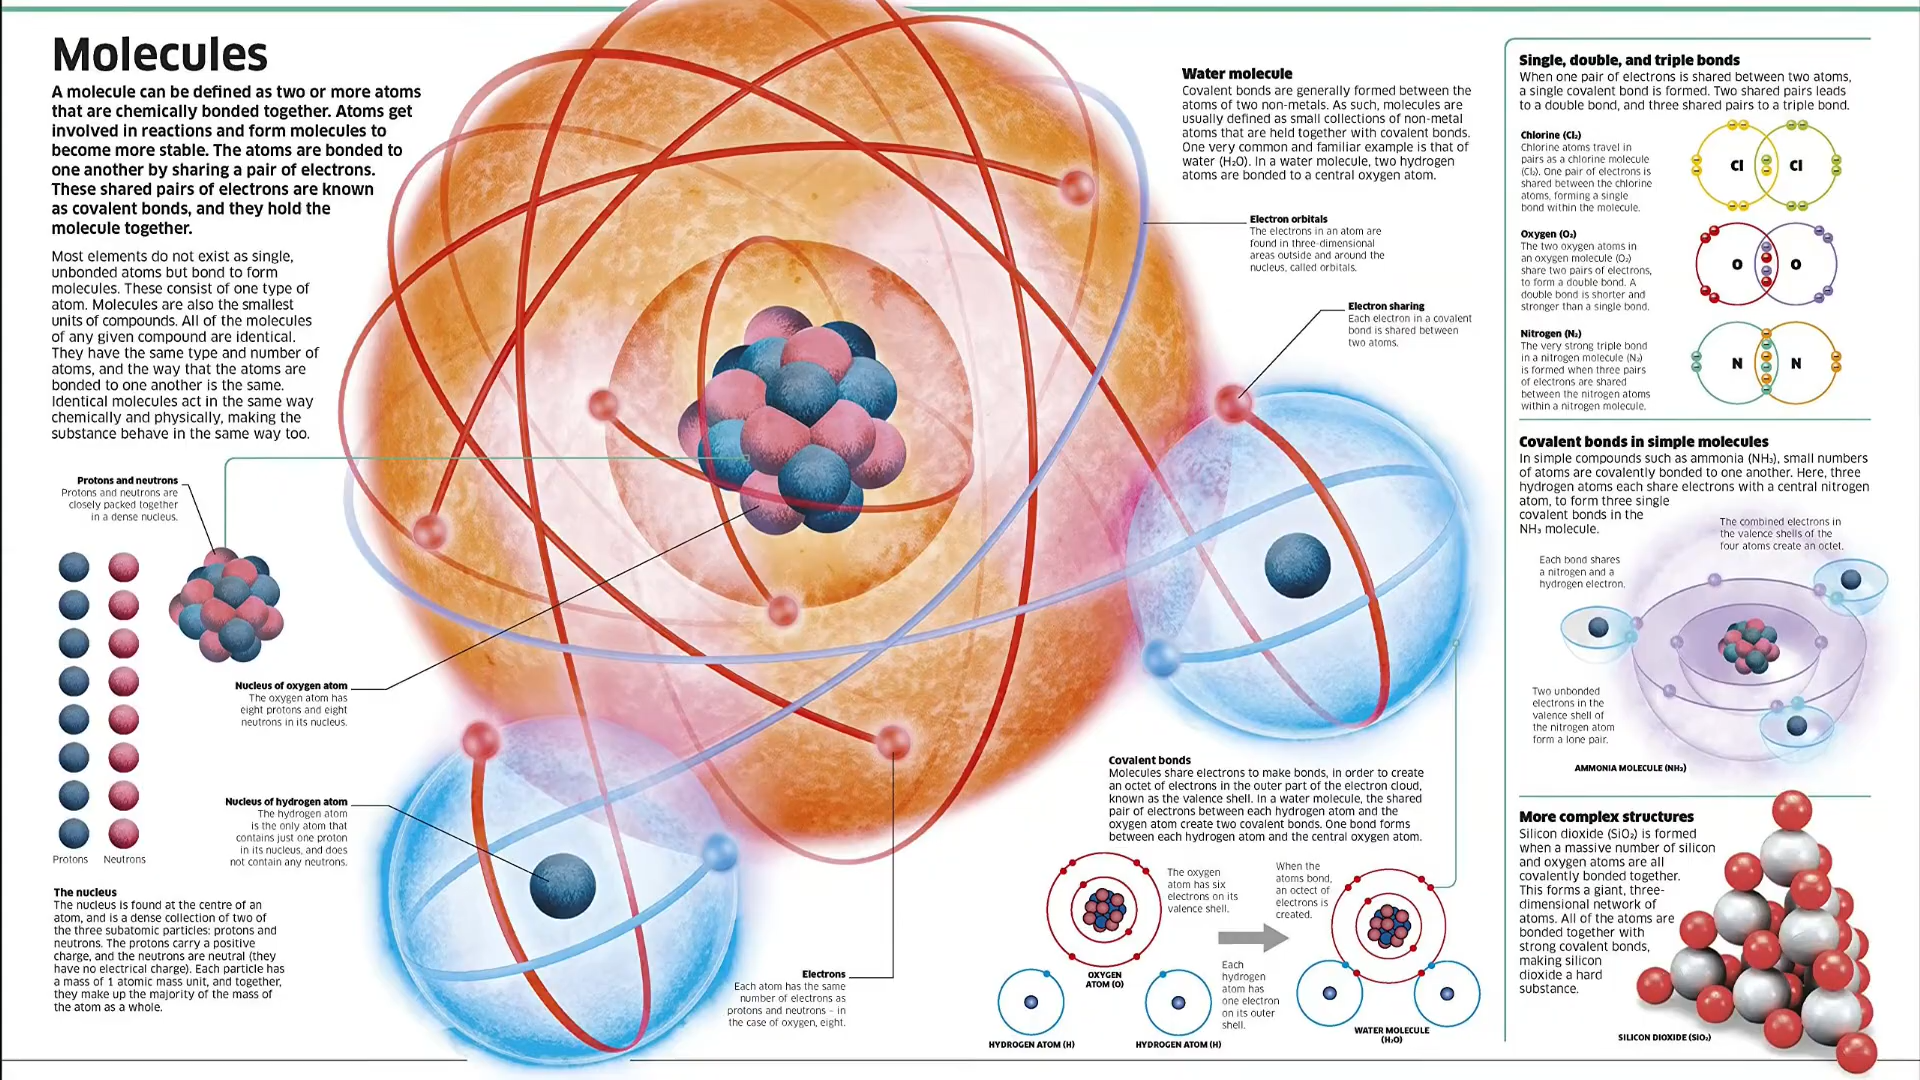 Molecules
A molecule can be defined as two or more atoms
that are chemically bonded together. Atoms get
involved in reactions and form molecules to
become more stable. The atoms are bonded to
one another by sharing a pair of electrons.
These shared pairs of electrons are known
as covalent bonds, and they hold the
molecule together.
Most elements do not exist as single,
unbonded atoms but bond to form
molecules. These consist of one type of
atom. Molecules are also the smallest
units of compounds. All of the molecules
of any given compound are identical.
They have the same type and number of
atoms, and the way that the atoms are
bonded to one another is the same.
Identical molecules act in the same way
chemically and physically, making the
substance behave in the same way too.
Protons and neutrons
Protons and neutrons are
closely packed together
in a dense nucleus.
Protons Neutrons
Nucleus of oxygen atom
The oxygen atom has
eight protons and eight
neutrons in its nucleus.
Nucleus of hydrogen atom
The hydrogen atom
is the only atom that
contains just one proton
in its nucleus, and does
not contain any neutrons.
The nucleus
The nucleus is found at the centre of an
atom, and is a dense collection of two of
the three subatomic particles: protons and
neutrons. The protons carry a positive
charge, and the neutrons are neutral (they
have no electrical charge). Each particle has
a mass of 1 atomic mass unit, and together,
they make up the majority of the mass of
the atom as a whole.
Water molecule
Covalent bonds are generally formed between the
atoms of two non-metals. As such, molecules are
usually defined as small collections of non-metal
atoms that are held together with covalent bonds.
One very common and familiar example is that of
water (H₂O). In a water molecule, two hydrogen
atoms are bonded to a central oxygen atom.
Electron orbitals
The electrons in an atom are
found in three-dimensional
areas outside and around the
nucleus, called orbitals.
Electron sharing
Each electron in a covalent
bond is shared between
two atoms.
Electrons
Each atom has the same
number of electrons as
protons and neutrons – in
the case of oxygen, eight.
Covalent bonds
Molecules share electrons to make bonds, in order to create
an octet of electrons in the outer part of the electron cloud,
known as the valence shell. In a water molecule, the shared
pair of electrons between each hydrogen atom and the
oxygen atom create two covalent bonds. One bond forms
between each hydrogen atom and the central oxygen atom.
The oxygen
atom has six
electrons on its
valence shell.
OXYGEN
ATOM (O)
HYDROGEN ATOM (H)
HYDROGEN ATOM (H)
Each
hydrogen
atom has
one electron
on its outer
shell.
When the
atoms bond,
an octect of
electrons is
created.
WATER MOLECULE
(H₂O)
Single, double, and triple bonds
When one pair of electrons is shared between two atoms,
a single covalent bond is formed. Two shared pairs leads
to a double bond, and three shared pairs to a triple bond.
Chlorine (Cl₂)
Chlorine atoms travel in
pairs as a chlorine molecule
(Cl₂). One pair of electrons is
shared between the chlorine
atoms, forming a single
bond within the molecule.
Cl Cl
Oxygen (O₂)
The two oxygen atoms in
an oxygen molecule (O₂)
share two pairs of electrons,
to form a double bond. A
double bond is shorter and
stronger than a single bond.
O O
Nitrogen (N₂)
The very strong triple bond
in a nitrogen molecule (N₂)
is formed when three pairs
of electrons are shared
between the nitrogen atoms
within a nitrogen molecule.
N N
Covalent bonds in simple molecules
In simple compounds such as ammonia (NH₃), small numbers
of atoms are covalently bonded to one another. Here, three
hydrogen atoms each share electrons with a central nitrogen
atom, to form three single
covalent bonds in the
NH₃ molecule.
The combined electrons in
the valence shells of the
four atoms create an octet.
Each bond shares
a nitrogen and a
hydrogen electron.
Two unbonded
electrons in the
valence shell of
the nitrogen atom
form a lone pair.
AMMONIA MOLECULE (NH₃)
More complex structures
Silicon dioxide (SiO₂) is formed
when a massive number of silicon
and oxygen atoms are all
covalently bonded together.
This forms a giant, three-
dimensional network of
atoms. All of the atoms are
bonded together with
strong covalent bonds,
making silicon
dioxide a hard
substance.
SILICON DIOXIDE (SiO₂)